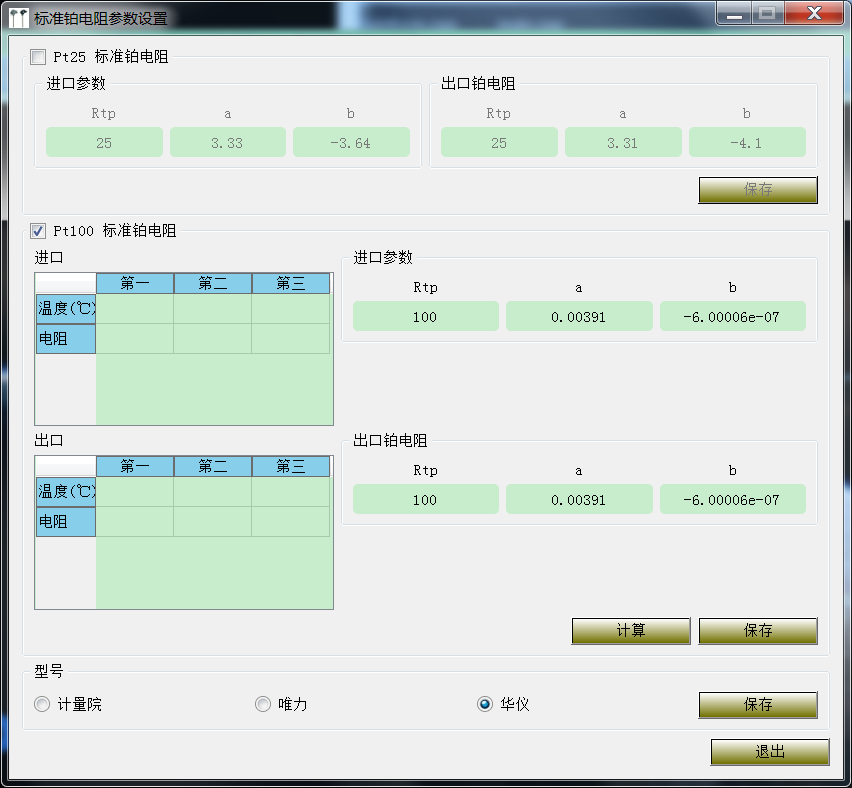 标准铂电阻参数设置
Pt25 标准铂电阻
进口参数
Rtp a b
25 3.33 -3.64
出口铂电阻
Rtp a b
25 3.31 -4.1
保存
Pt100 标准铂电阻
进口
第一 第二 第三
温度(℃)
电阻
进口参数
Rtp a b
100 0.00391 -6.00006e-07
出口
第一 第二 第三
温度(℃)
电阻
出口铂电阻
Rtp a b
100 0.00391 -6.00006e-07
计算 保存
型号
计量院 唯力 华仪 保存
退出